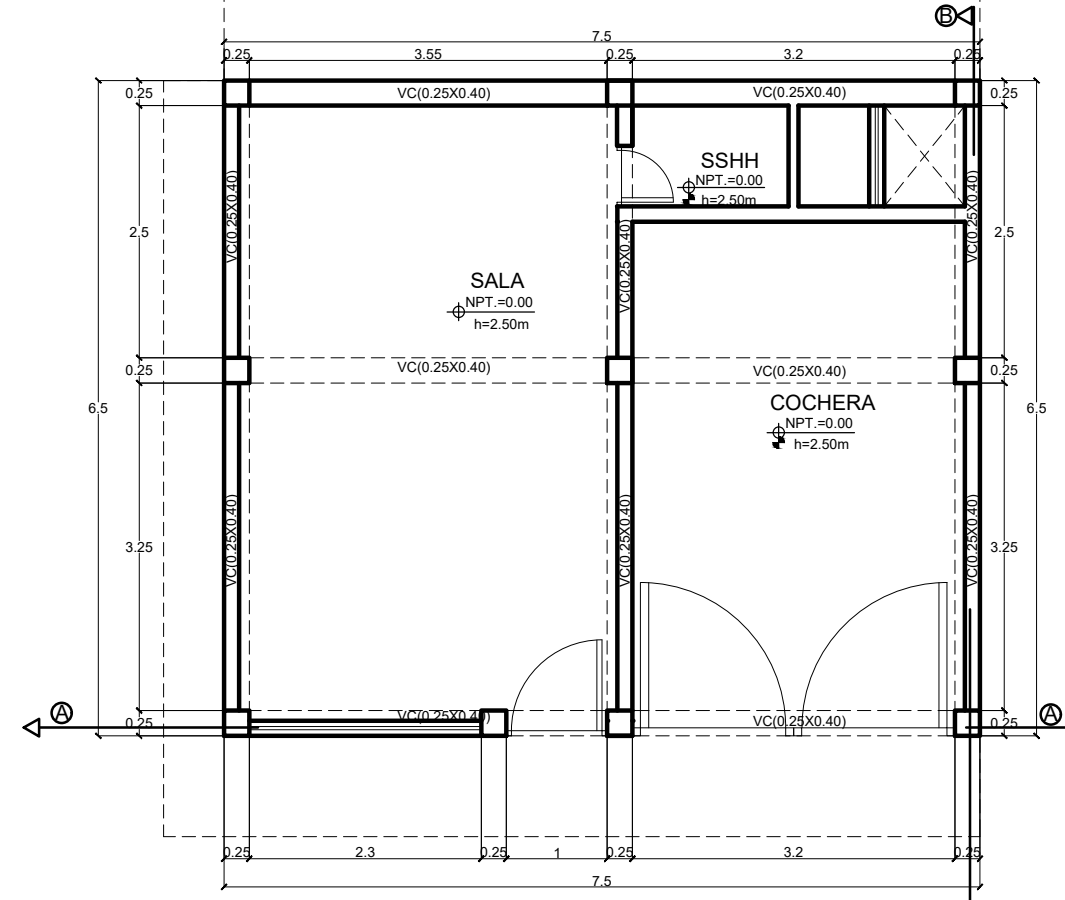 B
7.5
0.25 3.55 0.25 3.2 0.25
0.25 VC(0.25X0.40) VC(0.25X0.40) 0.25
SSHH
NPT.=0.00
h=2.50m
VC(0.25X0.40)
VC(0.25X0.40)
2.5
2.5
VC(0.25X0.40)
SALA
NPT.=0.00
h=2.50m
0.25 VC(0.25X0.40) VC(0.25X0.40) 0.25
COCHERA
NPT.=0.00
h=2.50m
6.5
6.5
VC(0.25X0.40)
VC(0.25X0.40)
VC(0.25X0.40)
3.25
3.25
A
A
0.25 VC(0.25X0.40) VC(0.25X0.40) 0.25
0.25 2.3 0.25 1 0.25 3.2 0.25
7.5